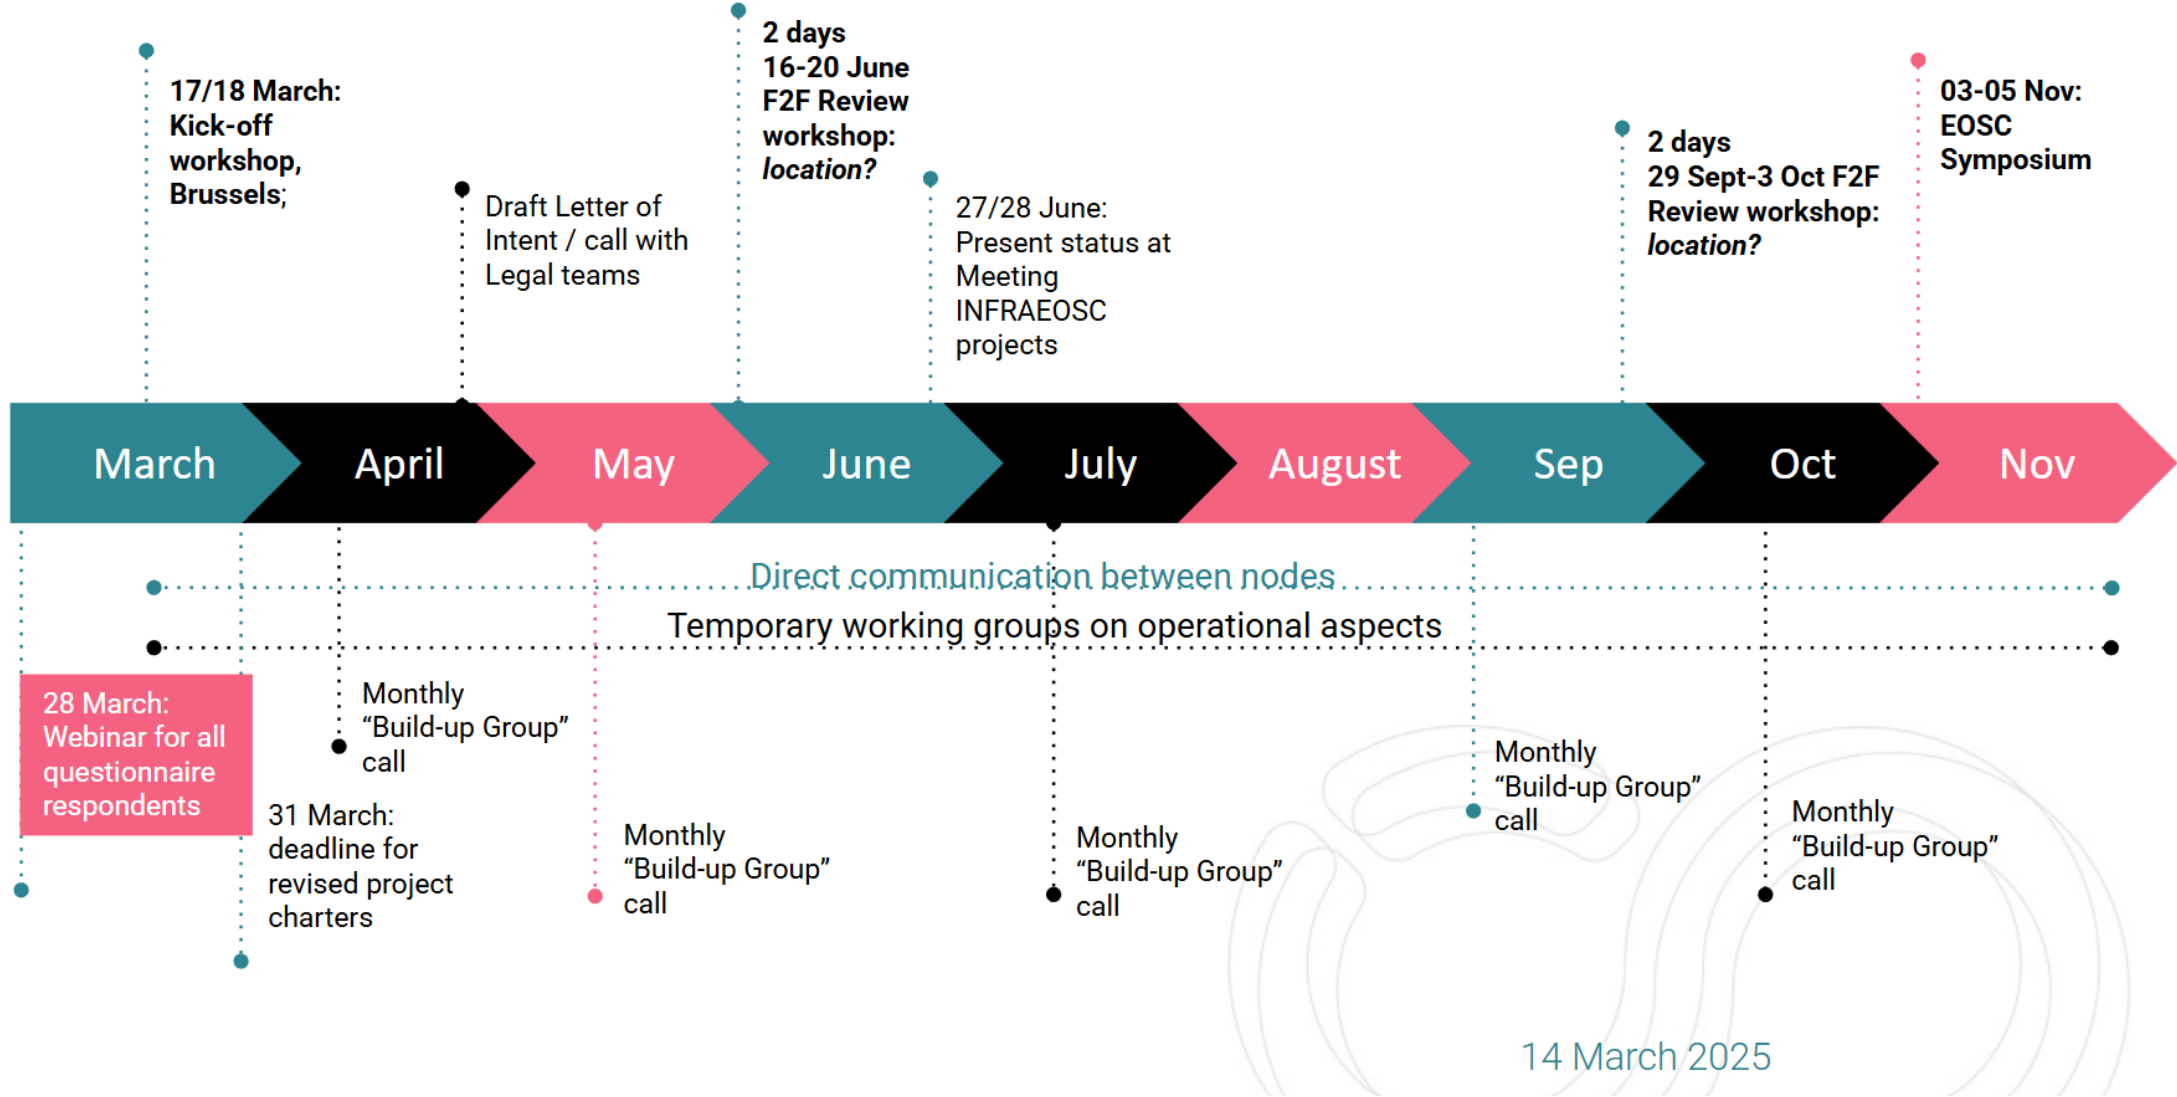 17/18 March:
Kick-off
workshop,
Brussels;
Draft Letter of
Intent / call with
Legal teams
2 days
16-20 June
F2F Review
workshop:
location?
27/28 June:
Present status at
Meeting
INFRAEOSC
projects
2 days
29 Sept-3 Oct F2F
Review workshop:
location?
03-05 Nov:
EOSC
Symposium
March
April
May
June
July
August
Sep
Oct
Nov
Direct communication between nodes
Temporary working groups on operational aspects
28 March:
Webinar for all
questionnaire
respondents
31 March:
deadline for
revised project
charters
Monthly
“Build-up Group”
call
Monthly
“Build-up Group”
call
Monthly
“Build-up Group”
call
Monthly
“Build-up Group”
call
Monthly
“Build-up Group”
call
14 March 2025